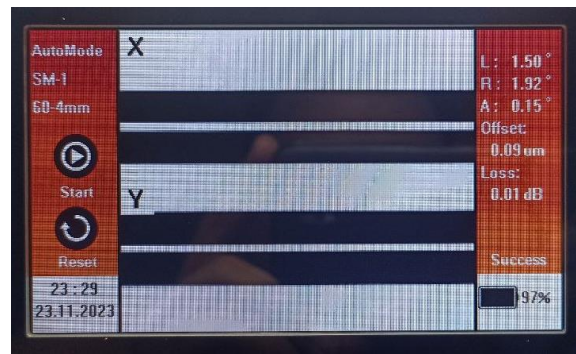 AutoMode
SM-1
60-4mm
Start
Reset
23:29
23.11.2023
X
Y
L: 1.50°
R: 1.92°
A: 0.15°
Offset:
0.09 um
Loss:
0.01 dB
Success
97%